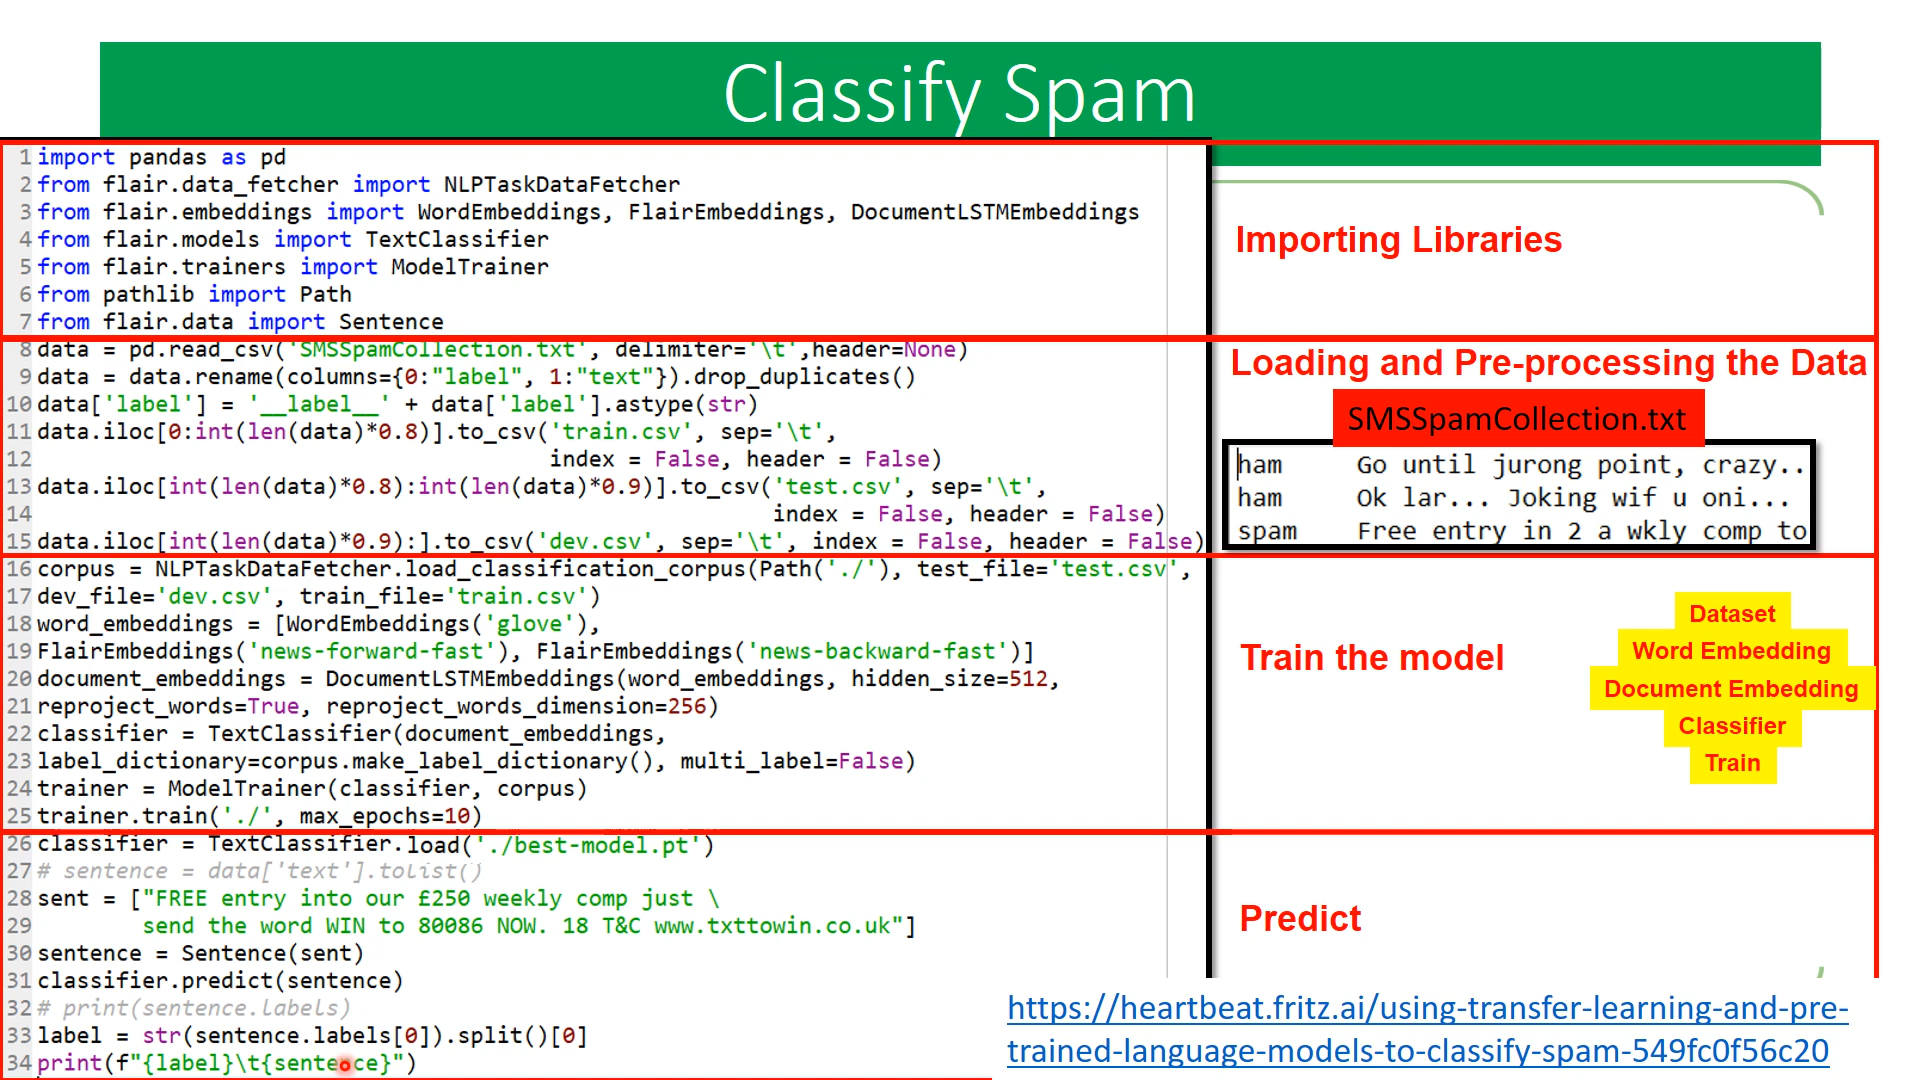 Classify Spam
1 import pandas as pd
2 from flair.data_fetcher import NLPTaskDataFetcher
3 from flair.embeddings import WordEmbeddings, FlairEmbeddings, DocumentLSTMEmbeddings
4 from flair.models import TextClassifier
5 from flair.trainers import ModelTrainer
6 from pathlib import Path
7 from flair.data import Sentence
Importing Libraries
8 data = pd.read_csv('SMSSpamCollection.txt', delimiter='\t',header=None)
9 data = data.rename(columns={0:"label", 1:"text"}).drop_duplicates()
10 data['label'] = '__label__' + data['label'].astype(str)
11 data.iloc[0:int(len(data)*0.8)].to_csv('train.csv', sep='\t',
12 index = False, header = False)
13 data.iloc[int(len(data)*0.8):int(len(data)*0.9)].to_csv('test.csv', sep='\t',
14 index = False, header = False)
15 data.iloc[int(len(data)*0.9):].to_csv('dev.csv', sep='\t', index = False, header = False)
Loading and Pre-processing the Data
SMSSpamCollection.txt
ham Go until jurong point, crazy..
ham Ok lar... Joking wif u oni...
spam Free entry in 2 a wkly comp to
16 corpus = NLPTaskDataFetcher.load_classification_corpus(Path('./'), test_file='test.csv',
17 dev_file='dev.csv', train_file='train.csv')
18 word_embeddings = [WordEmbeddings('glove'),
19 FlairEmbeddings('news-forward-fast'), FlairEmbeddings('news-backward-fast')]
20 document_embeddings = DocumentLSTMEmbeddings(word_embeddings, hidden_size=512,
21 reproject_words=True, reproject_words_dimension=256)
22 classifier = TextClassifier(document_embeddings,
23 label_dictionary=corpus.make_label_dictionary(), multi_label=False)
24 trainer = ModelTrainer(classifier, corpus)
25 trainer.train('./', max_epochs=10)
Train the model
Dataset
Word Embedding
Document Embedding
Classifier
Train
26 classifier = TextClassifier.load('./best-model.pt')
27 # sentence = data['text'].tolist()
28 sent = ["FREE entry into our £250 weekly comp just \
29 send the word WIN to 80086 NOW. 18 T&C www.txttowin.co.uk"]
30 sentence = Sentence(sent)
31 classifier.predict(sentence)
32 # print(sentence.labels)
33 label = str(sentence.labels[0]).split()[0]
34 print(f"{label}\t{sentence}")
Predict
https://heartbeat.fritz.ai/using-transfer-learning-and-pre-
trained-language-models-to-classify-spam-549fc0f56c20